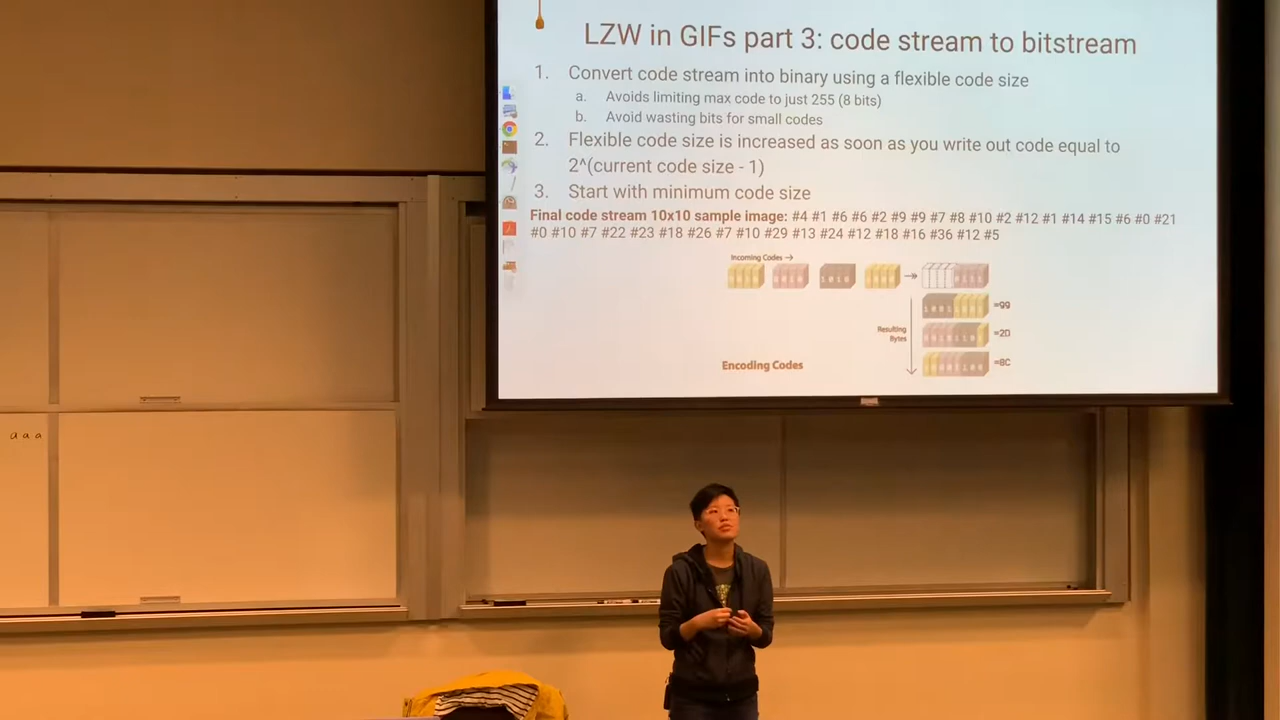 LZW in GIFs part 3: code stream to bitstream
1. Convert code stream into binary using a flexible code size
a. Avoids limiting max code to just 255 (8 bits)
b. Avoid wasting bits for small codes
2. Flexible code size is increased as soon as you write out code equal to
2^(current code size - 1)
3. Start with minimum code size
Final code stream 10x10 sample image: #4 #1 #6 #6 #2 #9 #9 #7 #8 #10 #2 #12 #1 #14 #15 #6 #0 #21
#0 #10 #7 #22 #23 #18 #26 #7 #10 #29 #13 #24 #12 #18 #16 #36 #12 #5
Incoming Codes →
=99
Resulting
Bytes
=2D
=8C
Encoding Codes
a a a